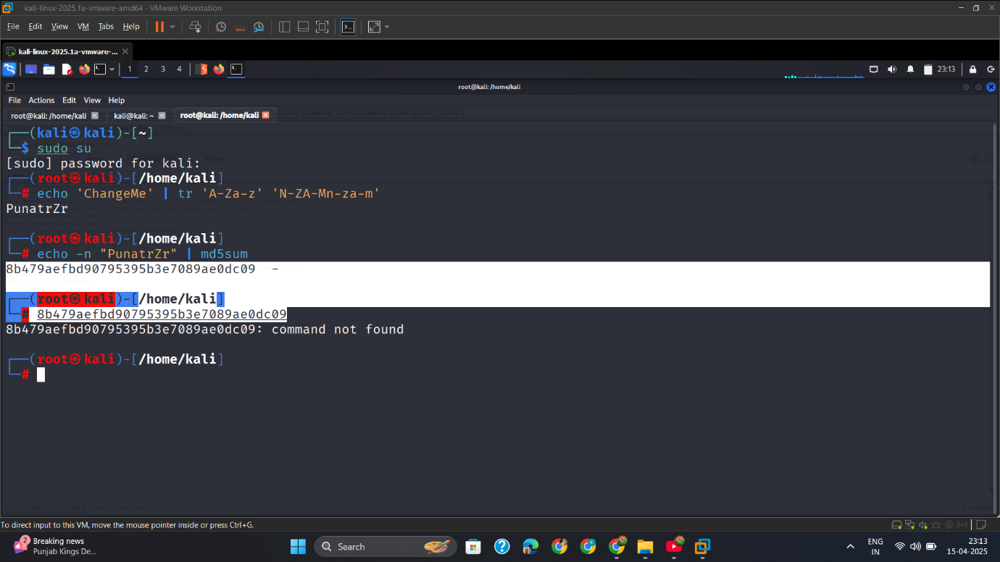 kali-linux-2025.1a-vmware-amd64 - VMware Workstation
File Edit View VM Tabs Help
kali-linux-2025.1a-vmware-...
1 2 3 4
23:13
root@kali: /home/kali
File Actions Edit View Help
root@kali: /home/kali
kali@kali: ~
root@kali: /home/kali
┌──(kali㉿kali)-[~]
└─$ sudo su
[sudo] password for kali:
┌──(root㉿kali)-[/home/kali]
└─# echo 'ChangeMe' | tr 'A-Za-z' 'N-ZA-Mn-za-m'
PunatrZr
┌──(root㉿kali)-[/home/kali]
└─# echo -n "PunatrZr" | md5sum
8b479aefbd90795395b3e7089ae0dc09 -
┌──(root㉿kali)-[/home/kali]
└─# 8b479aefbd90795395b3e7089ae0dc09
8b479aefbd90795395b3e7089ae0dc09: command not found
┌──(root㉿kali)-[/home/kali]
└─#
To direct input to this VM, move the mouse pointer inside or press Ctrl+G.
2
Breaking news
Punjab Kings De...
Search
ENG
IN
23:13
15-04-2025